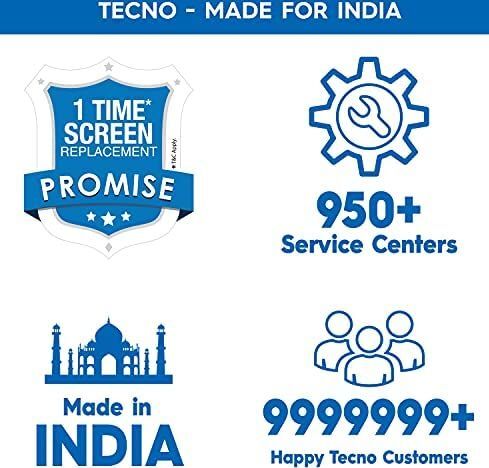 TECNO - MADE FOR INDIA
1 TIME*
SCREEN
REPLACEMENT
*T&C Apply.
PROMISE
950+
Service Centers
Made in
INDIA
9999999+
Happy Tecno Customers